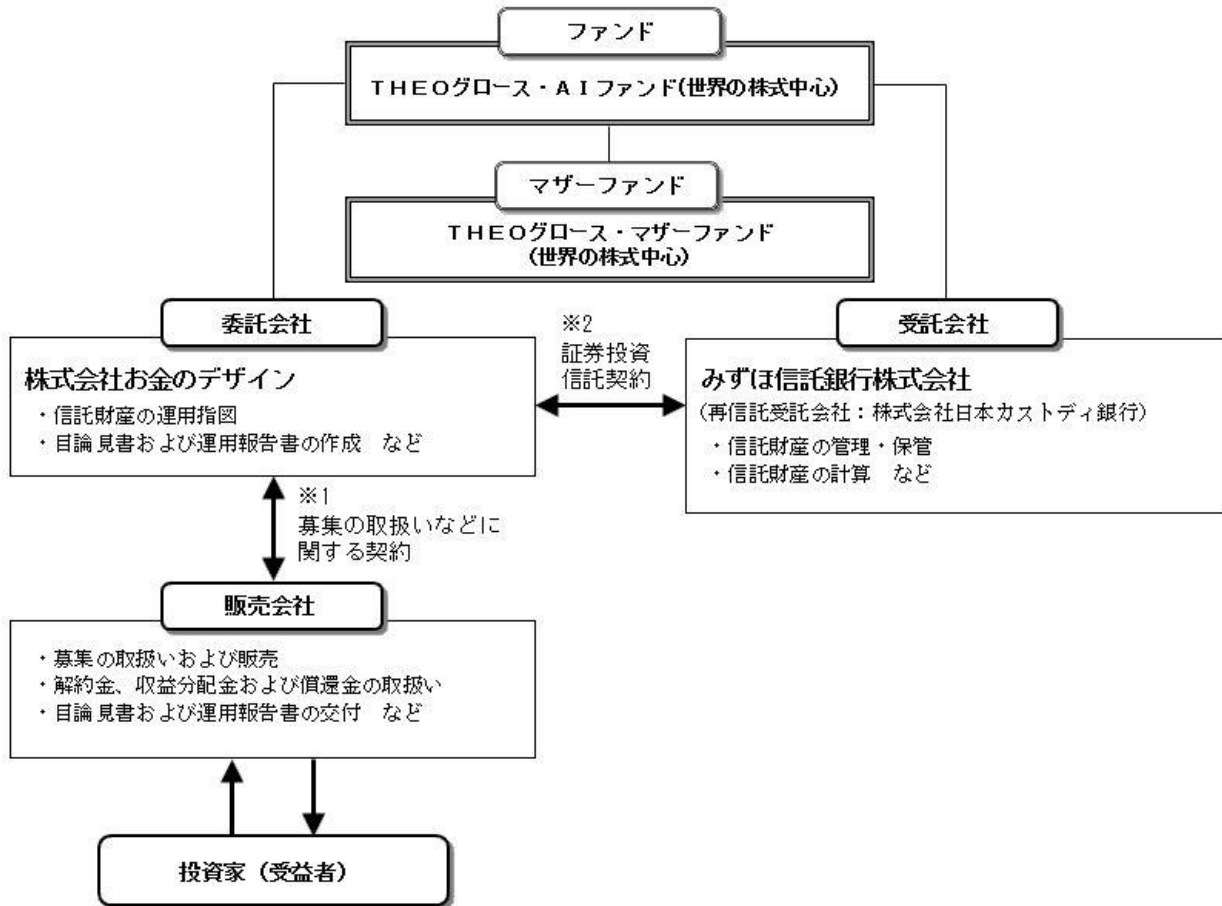 ファンド
THEOグロース・AIファンド(世界の株式中心)
マザーファンド
THEOグロース・マザーファンド
(世界の株式中心)
委託会社
株式会社お金のデザイン
・信託財産の運用指図
・目論見書および運用報告書の作成　など
※2
証券投資
信託契約
受託会社
みずほ信託銀行株式会社
(再信託受託会社：株式会社日本カストディ銀行)
・信託財産の管理・保管
・信託財産の計算　など
※1
募集の取扱いなどに
関する契約
販売会社
・募集の取扱いおよび販売
・解約金、収益分配金および償還金の取扱い
・目論見書および運用報告書の交付　など
投資家（受益者）